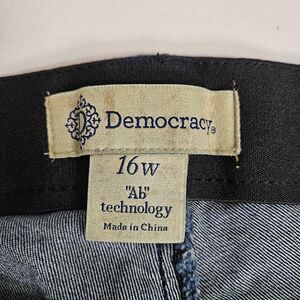 Democracy®
16W
"Ab"
technology
Made in China